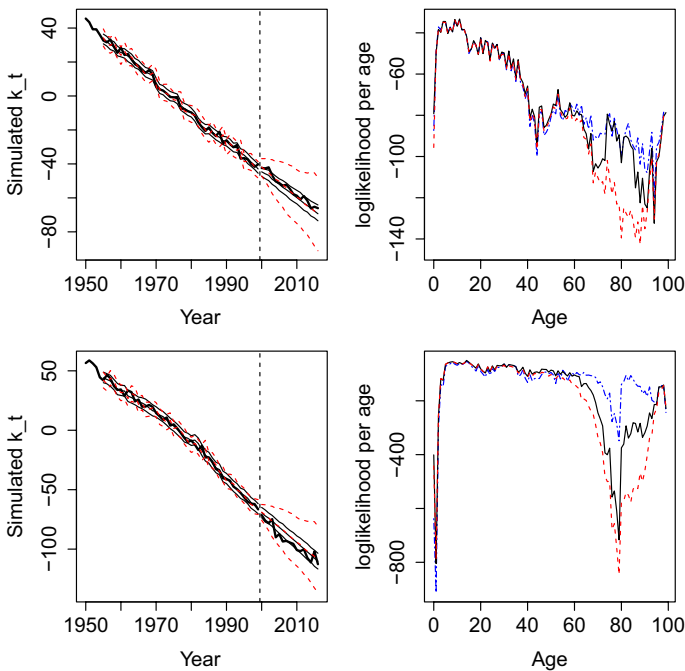 Simulated k_t
40
0
−40
−80
1950 1970 1990 2010
Year
loglikelihood per age
−60
−100
−140
0 20 40 60 80 100
Age
Simulated k_t
50
0
−50
−100
1950 1970 1990 2010
Year
loglikelihood per age
−400
−800
0 20 40 60 80 100
Age